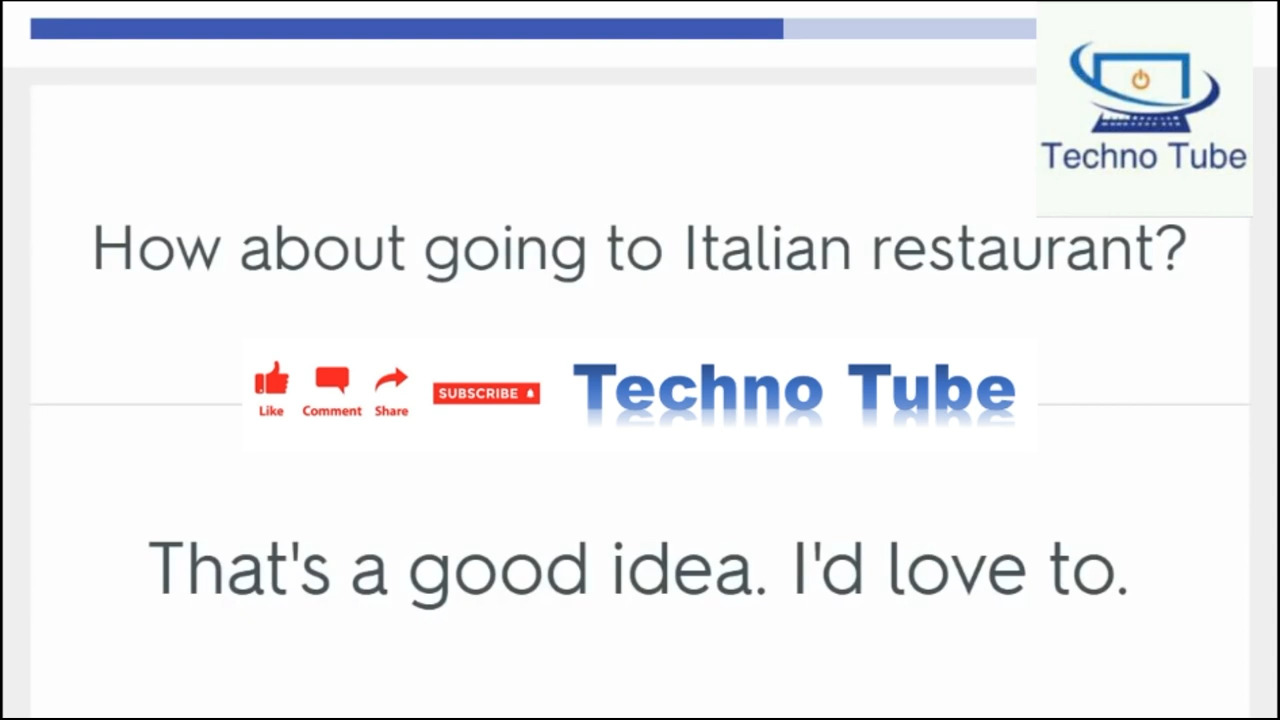 Techno Tube
How about going to Italian restaurant?
Like Comment Share SUBSCRIBE Techno Tube
That's a good idea. I'd love to.